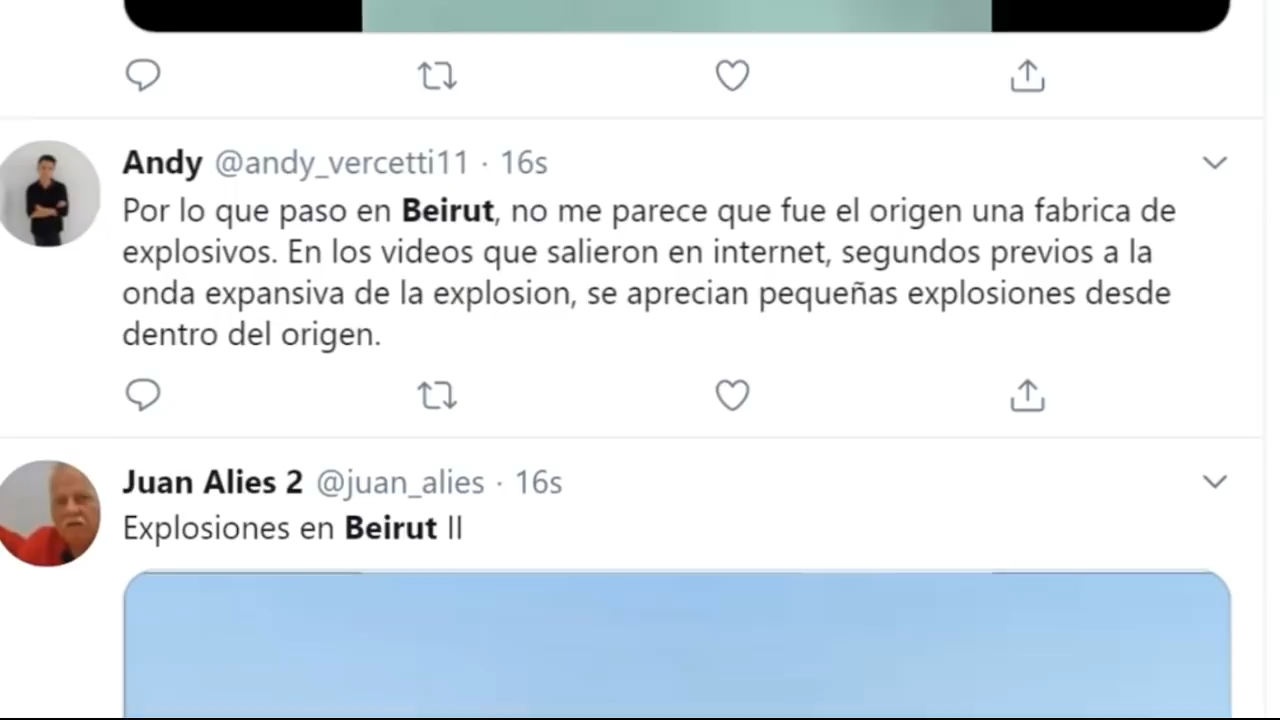 Andy @andy_vercetti11 · 16s
Por lo que paso en Beirut, no me parece que fue el origen una fabrica de
explosivos. En los videos que salieron en internet, segundos previos a la
onda expansiva de la explosion, se aprecian pequeñas explosiones desde
dentro del origen.
Juan Alies 2 @juan_alies · 16s
Explosiones en Beirut II